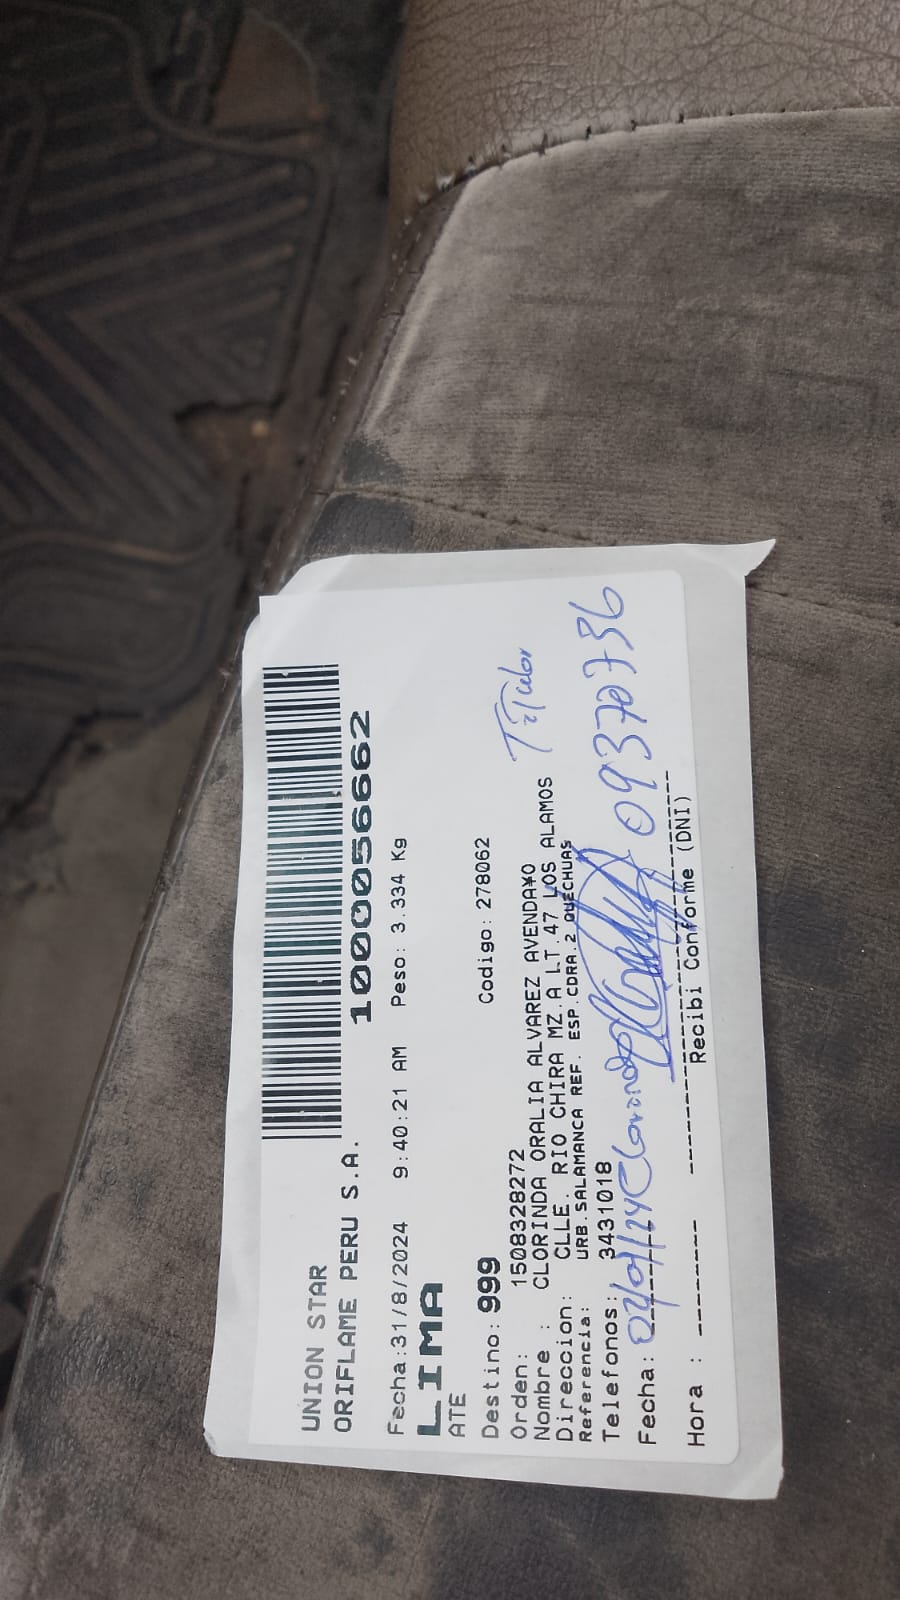 UNION STAR
ORIFLAME PERU S.A.
100056662
Fecha:31/8/2024 9:40:21 AM Peso: 3.334 Kg
LIMA
ATE
Destino: 999 Codigo: 278062
Orden: 1508328272
Nombre : CLORINDA ORALIA ALVAREZ AVENDA¥O
Titular
Direccion: CLLE. RIO CHIRA MZ.A LT.47 LOS ALAMOS
Referencia: URB.SALAMANCA REF. ESP.CDRA.2 QUECHUAS
Telefonos: 3431018
Fecha: 02/09/24 Clorinda 09370736
Hora : -------- Recibi Conforme (DNI)